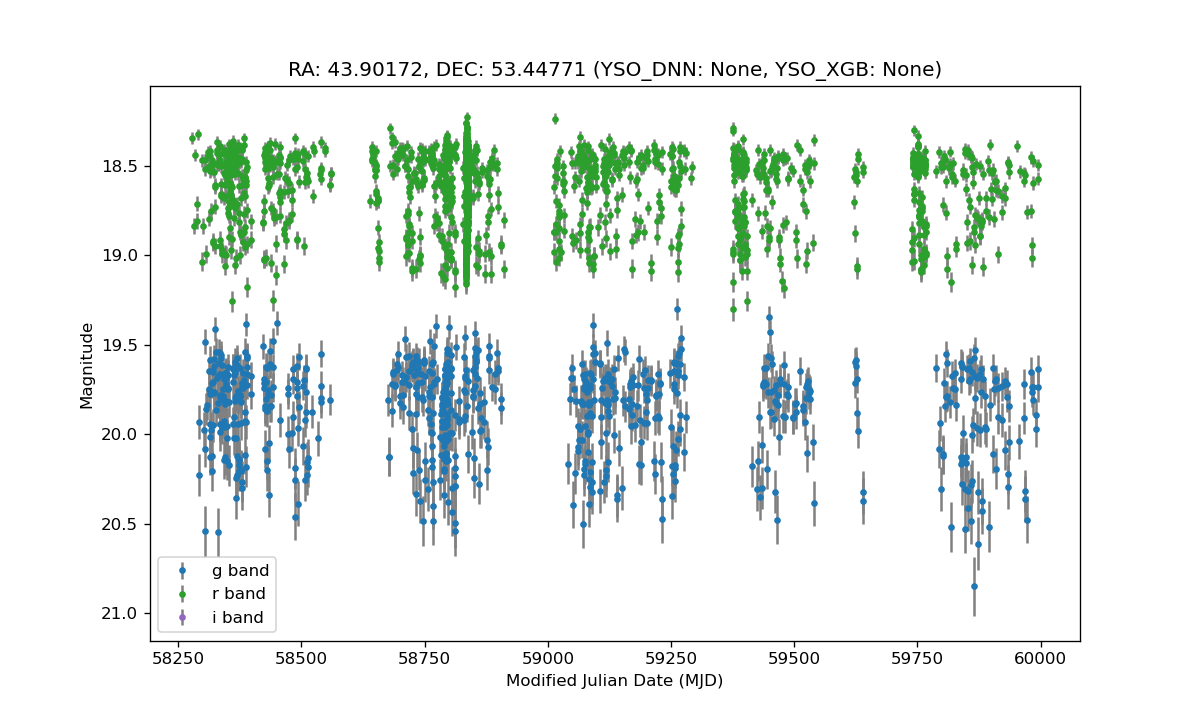 RA: 43.90172, DEC: 53.44771 (YSO_DNN: None, YSO_XGB: None)
Magnitude
18.5
19.0
19.5
20.0
20.5
21.0
g band
r band
i band
58250 58500 58750 59000 59250 59500 59750 60000
Modified Julian Date (MJD)